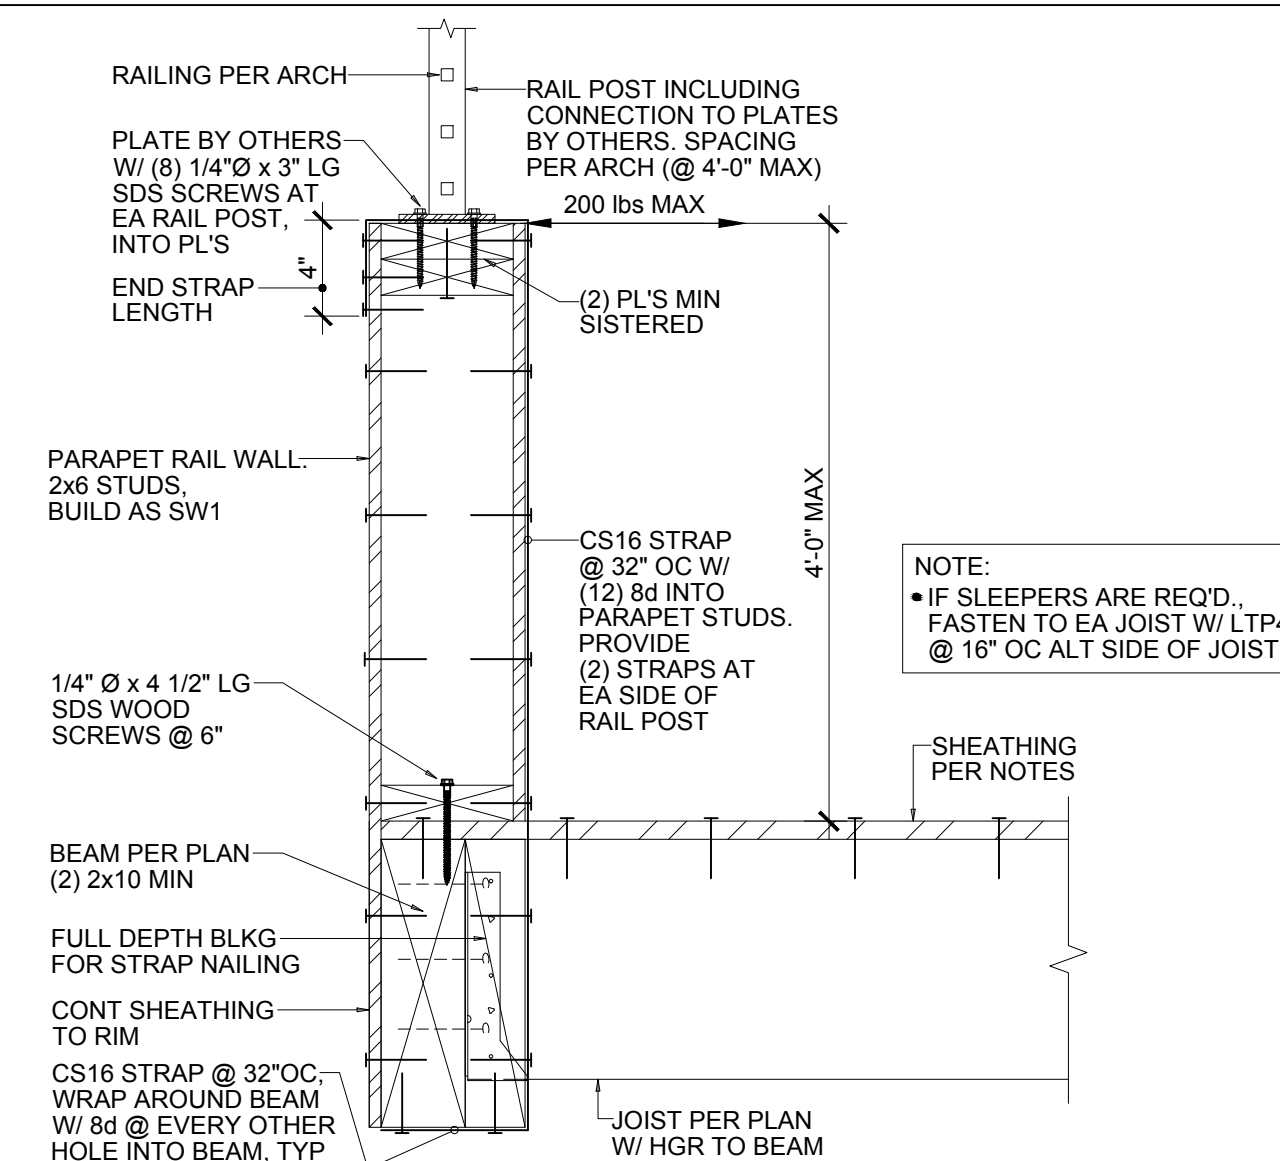 RAILING PER ARCH
PLATE BY OTHERS
W/ (8) 1/4"Ø x 3" LG
SDS SCREWS AT
EA RAIL POST,
INTO PL'S
4"
END STRAP
LENGTH
RAIL POST INCLUDING
CONNECTION TO PLATES
BY OTHERS. SPACING
PER ARCH (@ 4'-0" MAX)
200 lbs MAX
(2) PL'S MIN
SISTERED
PARAPET RAIL WALL.
2x6 STUDS,
BUILD AS SW1
CS16 STRAP
@ 32" OC W/
(12) 8d INTO
PARAPET STUDS.
PROVIDE
(2) STRAPS AT
EA SIDE OF
RAIL POST
4'-0" MAX
NOTE:
• IF SLEEPERS ARE REQ'D.,
FASTEN TO EA JOIST W/ LTP4
@ 16" OC ALT SIDE OF JOIST
1/4" Ø x 4 1/2" LG
SDS WOOD
SCREWS @ 6"
SHEATHING
PER NOTES
BEAM PER PLAN
(2) 2x10 MIN
FULL DEPTH BLKG
FOR STRAP NAILING
CONT SHEATHING
TO RIM
CS16 STRAP @ 32"OC,
WRAP AROUND BEAM
W/ 8d @ EVERY OTHER
HOLE INTO BEAM, TYP
JOIST PER PLAN
W/ HGR TO BEAM